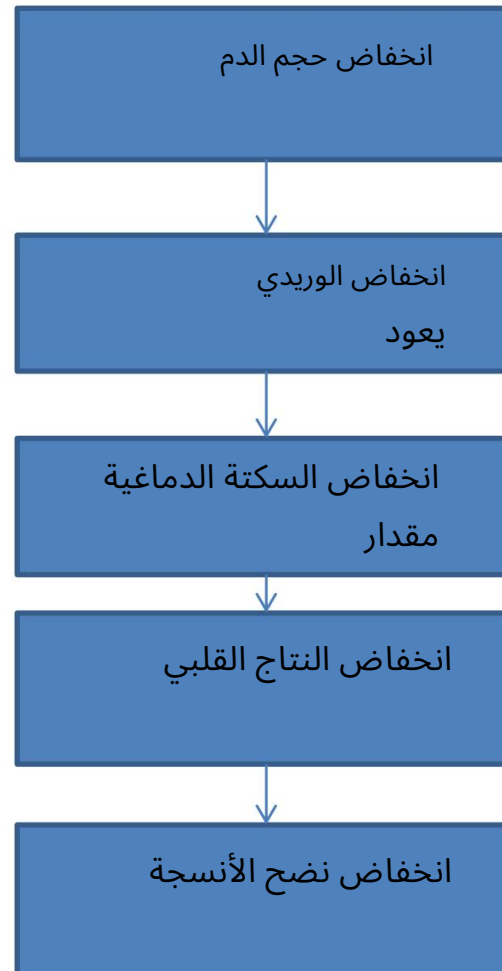 انخفاض حجم الدم
انخفاض الوريدي
يعود
انخفاض السكتة الدماغية
مقدار
انخفاض النتاج القلبي
انخفاض نضح الأنسجة